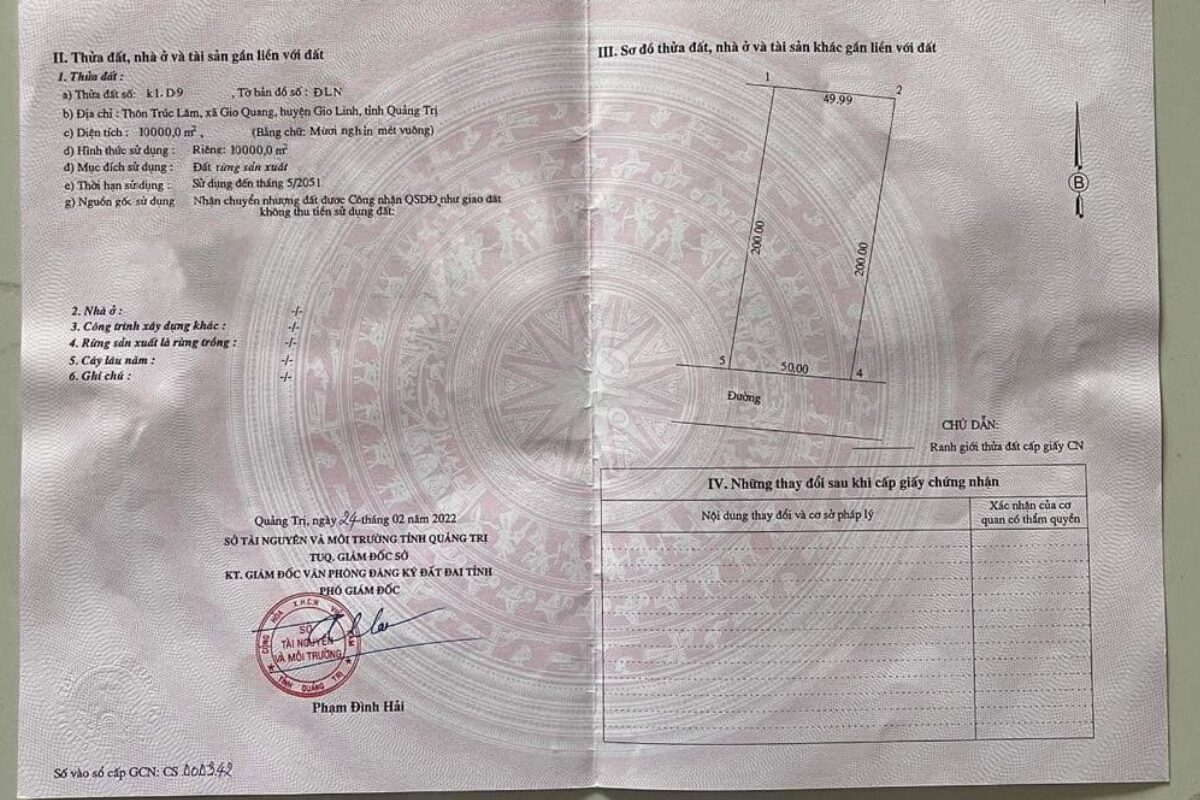 II. Thửa đất, nhà ở và tài sản gắn liền với đất
1. Thửa đất :
a) Thửa đất số: k1. D9 , Tờ bản đồ số : ĐLN
b) Địa chỉ : Thôn Trúc Lâm, xã Gio Quang, huyện Gio Linh, tỉnh Quảng Trị
c) Diện tích : 10000,0 m², (Bằng chữ: Mười nghìn mét vuông)
d) Hình thức sử dụng : Riêng: 10000,0 m²
đ) Mục đích sử dụng : Đất rừng sản xuất
e) Thời hạn sử dụng : Sử dụng đến tháng 5/2051
g) Nguồn gốc sử dụng Nhận chuyển nhượng đất được Công nhận QSDĐ như giao đất
không thu tiền sử dụng đất:
2. Nhà ở : -/-
3. Công trình xây dựng khác : -/-
4. Rừng sản xuất là rừng trồng : -/-
5. Cây lâu năm : -/-
6. Ghi chú : -/-
Quảng Trị, ngày 24 tháng 02 năm 2022
SỞ TÀI NGUYÊN VÀ MÔI TRƯỜNG TỈNH QUẢNG TRỊ
TUQ. GIÁM ĐỐC SỞ
KT. GIÁM ĐỐC VĂN PHÒNG ĐĂNG KÝ ĐẤT ĐAI TỈNH
PHÓ GIÁM ĐỐC
SỞ
TÀI NGUYÊN
VÀ MÔI TRƯỜNG
TỈNH QUẢNG TRỊ
Phạm Đình Hải
Số vào sổ cấp GCN: CS
III. Sơ đồ thửa đất, nhà ở và tài sản khác gắn liền với đất
1
49.99
2
B
200.00
200.00
5
50.00
4
Đường
CHÚ DẪN:
Ranh giới thửa đất cấp giấy CN
IV. Những thay đổi sau khi cấp giấy chứng nhận
Nội dung thay đổi và cơ sở pháp lý
Xác nhận của cơ
quan có thẩm quyền